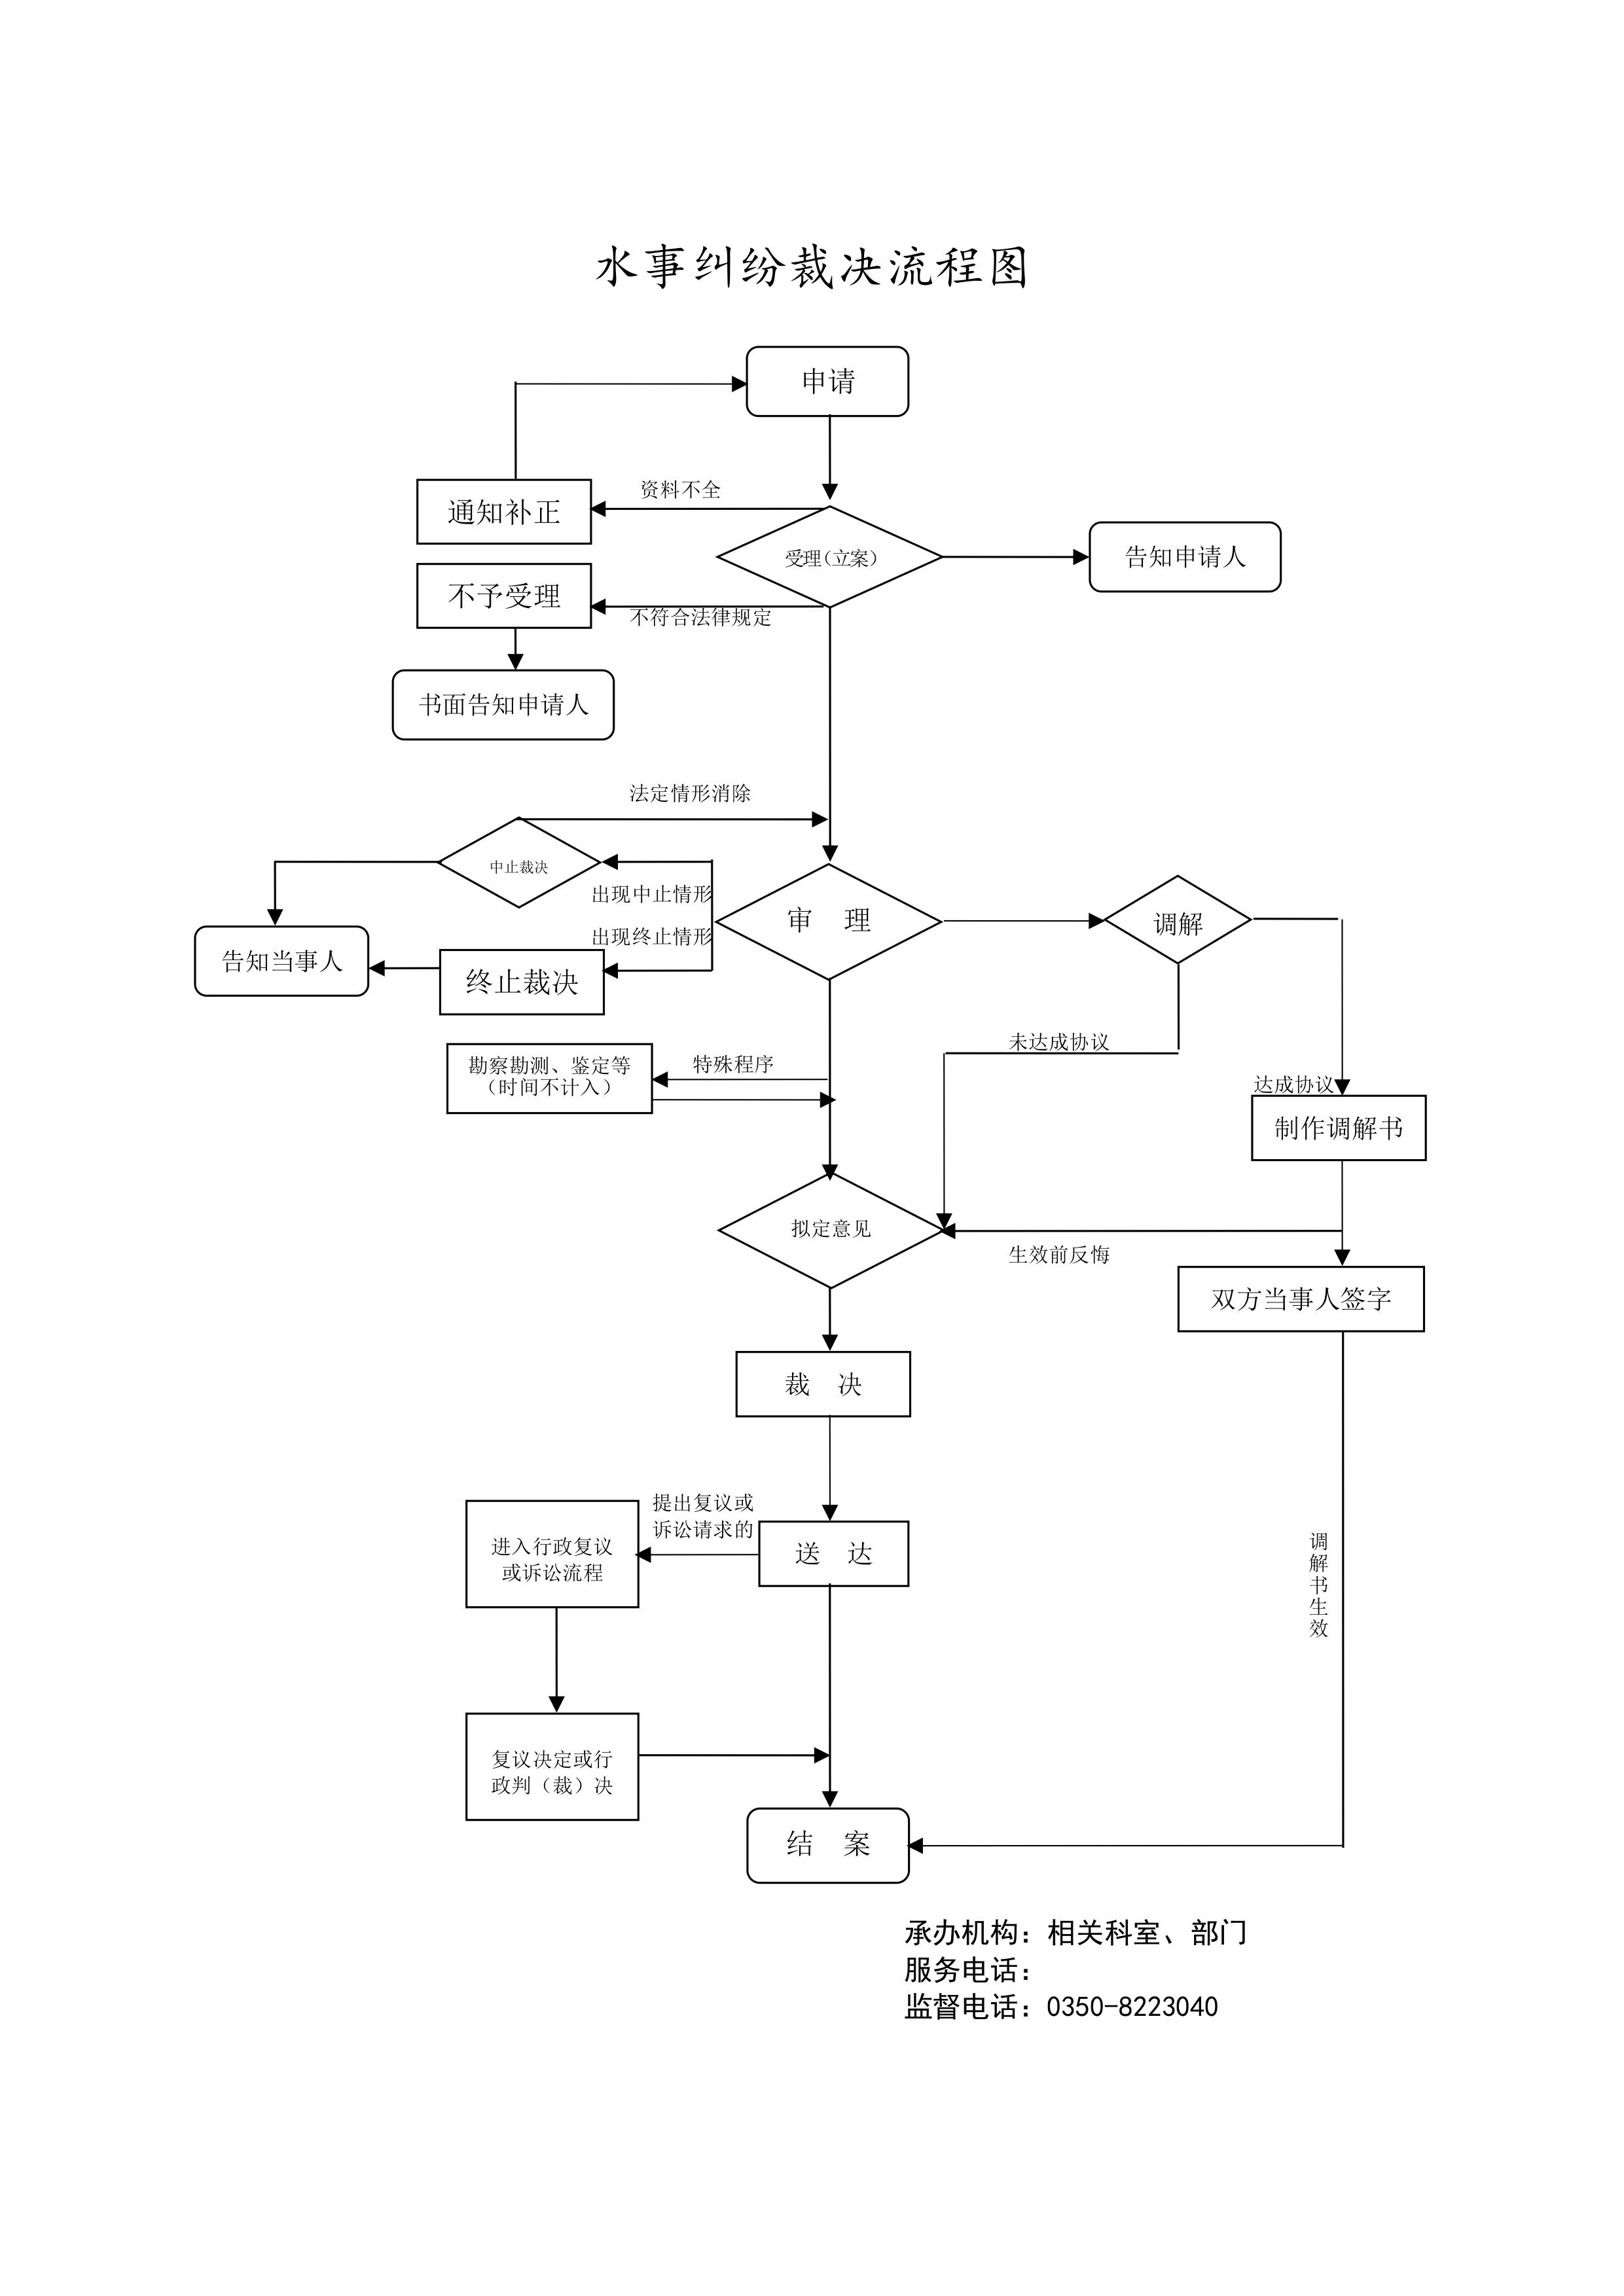 水事纠纷裁决流程图
申请
资料不全
通知补正
受理(立案)
告知申请人
不予受理
不符合法律规定
书面告知申请人
法定情形消除
中止裁决
出现中止情形
审 理
调解
出现终止情形
告知当事人
终止裁决
未达成协议
勘察勘测、鉴定等
（时间不计入）
特殊程序
达成协议
制作调解书
拟定意见
生效前反悔
双方当事人签字
裁 决
提出复议或
诉讼请求的
进入行政复议
或诉讼流程
送 达
调解书生效
复议决定或行
政判（裁）决
结 案
承办机构：相关科室、部门
服务电话：
监督电话：0350-8223040